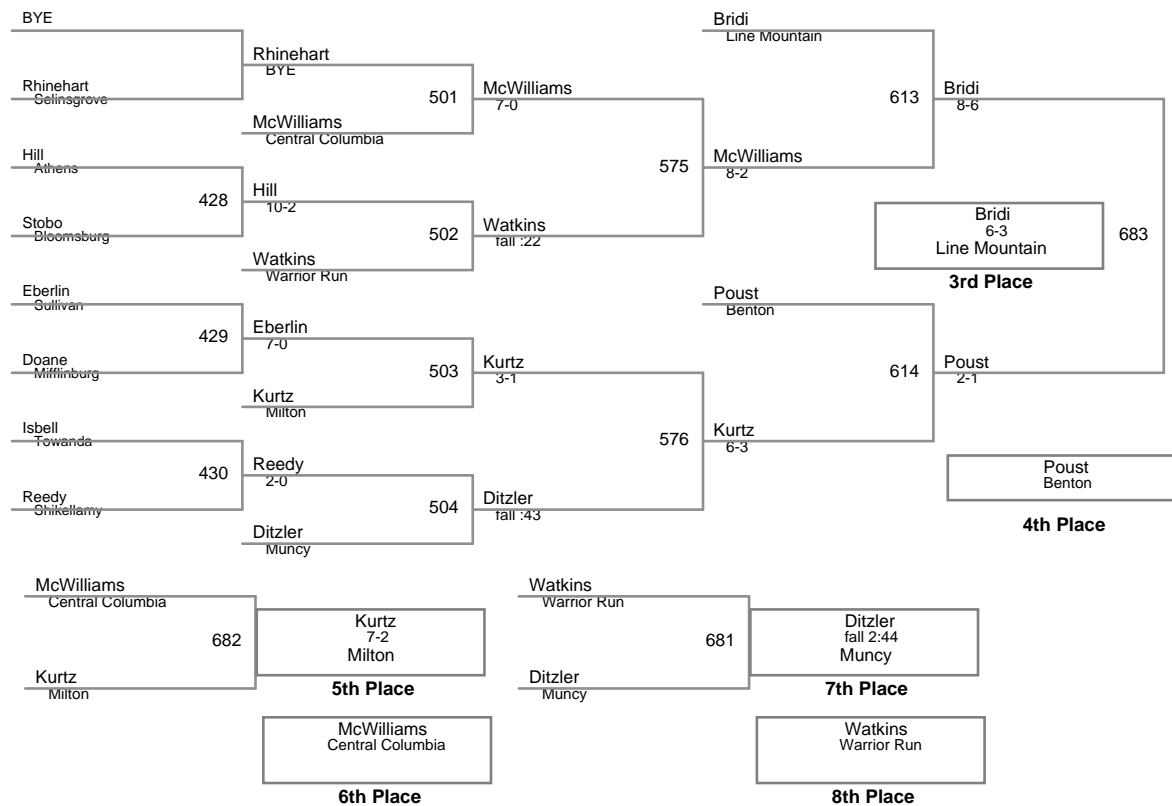 BYE
Rhinehart
Selinsgrove
Hill
Athens
Stobo
Bloomsburg
Eberlin
Sullivan
Doane
Mifflinburg
Isbell
Towanda
Reedy
Shikellamy
428
429
430
Rhinehart
BYE
McWilliams
Central Columbia
Hill
10-2
Watkins
Warrior Run
Eberlin
7-0
Kurtz
Milton
Reedy
2-0
Ditzler
Muncy
501
502
503
504
McWilliams
7-0
Watkins
fall :22
Kurtz
3-1
Ditzler
fall :43
575
576
Bridi
Line Mountain
McWilliams
8-2
Poust
Benton
Kurtz
6-3
613
614
Bridi
8-6
Poust
2-1
683
Bridi
6-3
Line Mountain
3rd Place
Poust
Benton
4th Place
McWilliams
Central Columbia
Kurtz
Milton
682
Kurtz
7-2
Milton
5th Place
McWilliams
Central Columbia
6th Place
Watkins
Warrior Run
Ditzler
Muncy
681
Ditzler
fall 2:44
Muncy
7th Place
Watkins
Warrior Run
8th Place